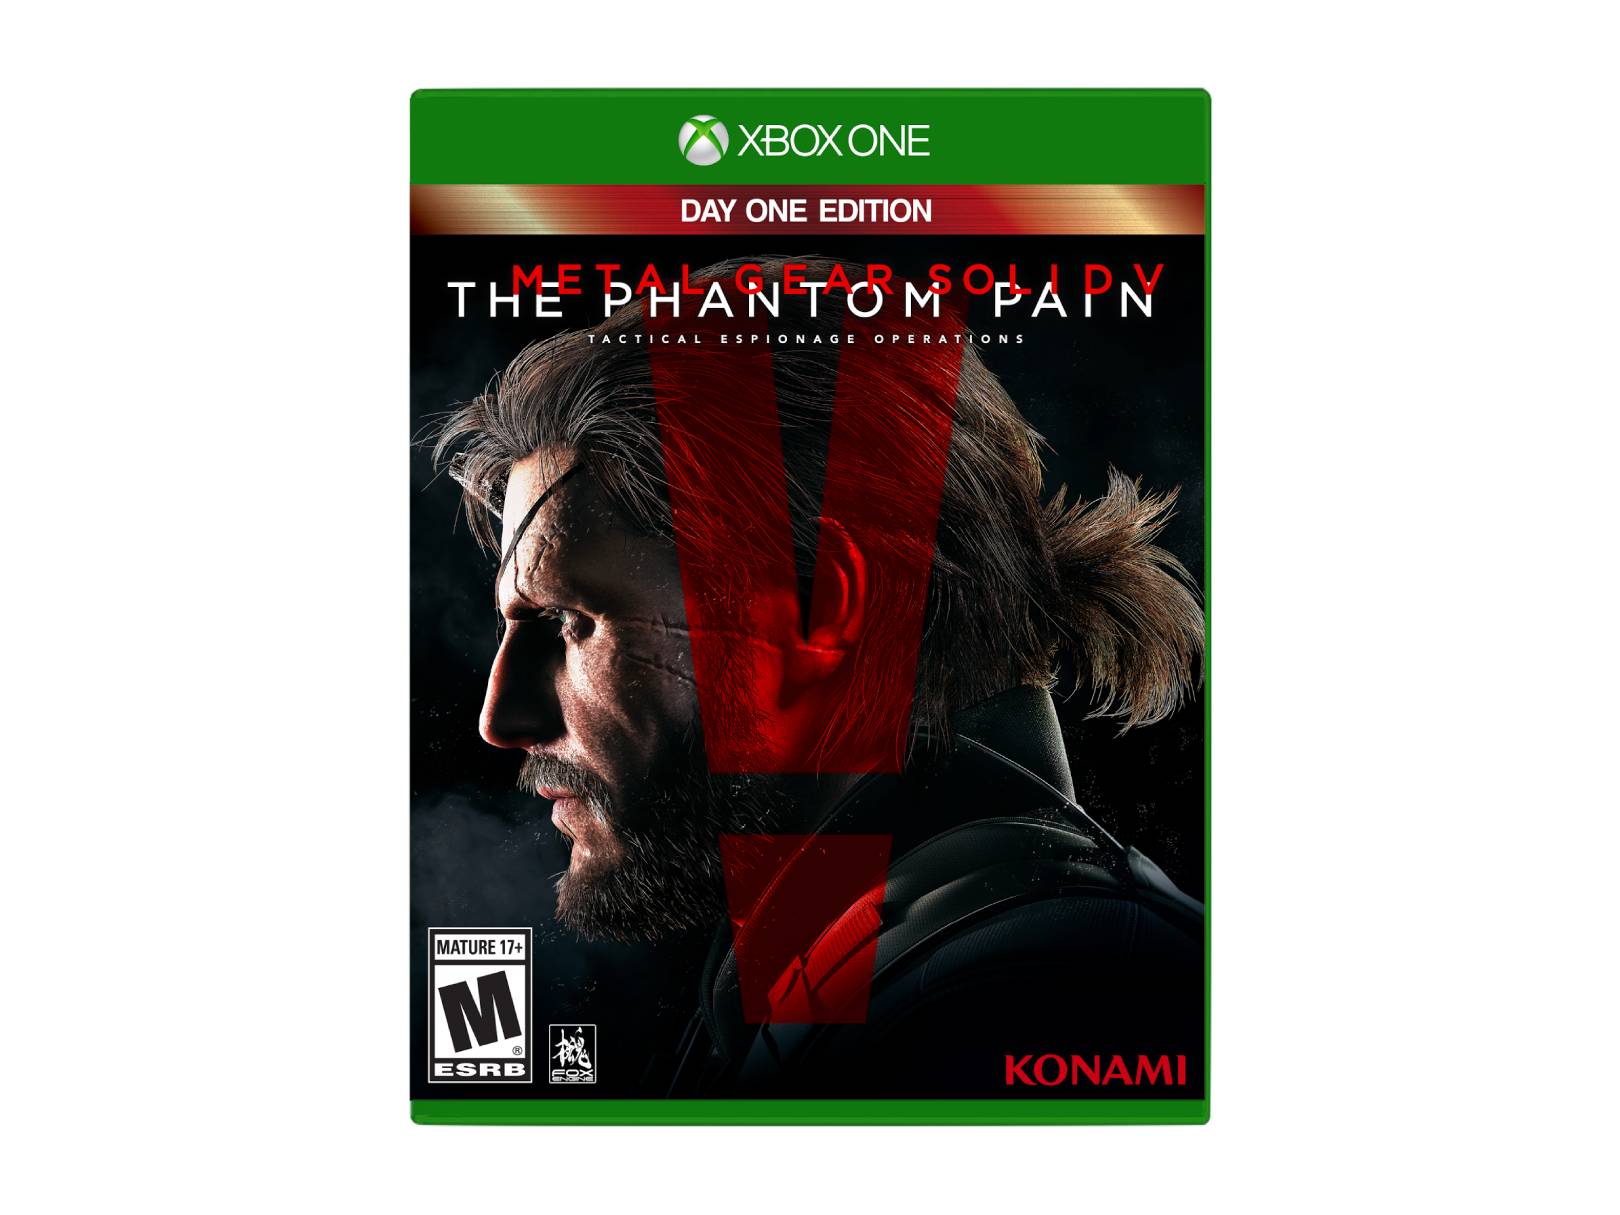 XBOX ONE
DAY ONE EDITION
METAL GEAR SOLID V
THE PHANTOM PAIN
TACTICAL ESPIONAGE OPERATIONS
MATURE 17+
M
®
ESRB
FOX
ENGINE
KONAMI